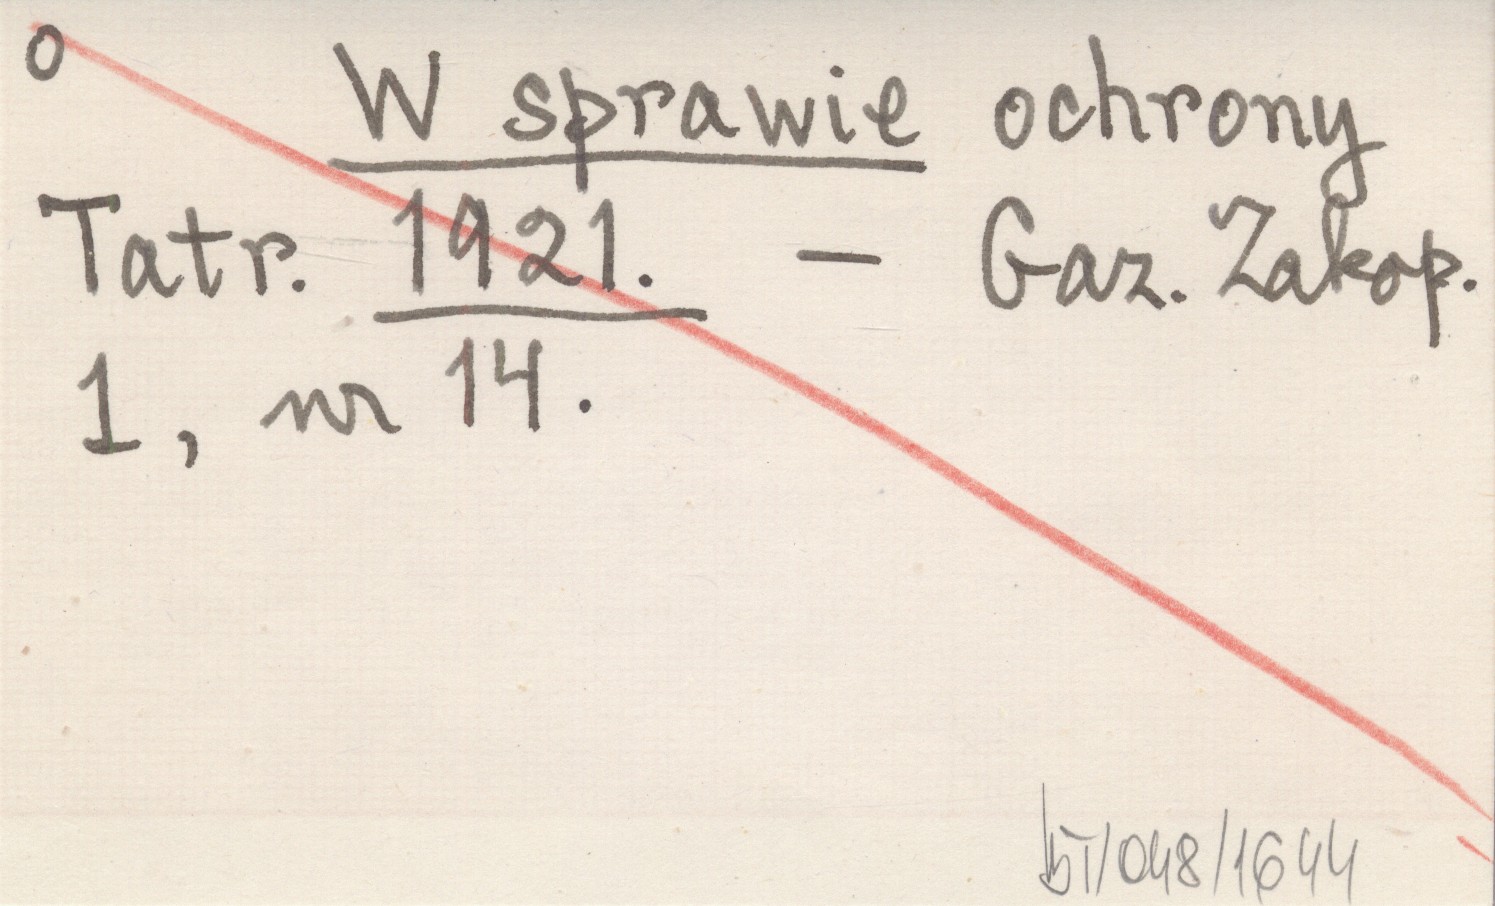 o
W sprawie ochrony
Tatr. 1921. — Gaz. Zakop.
1, nr 14.
bT/048/1644